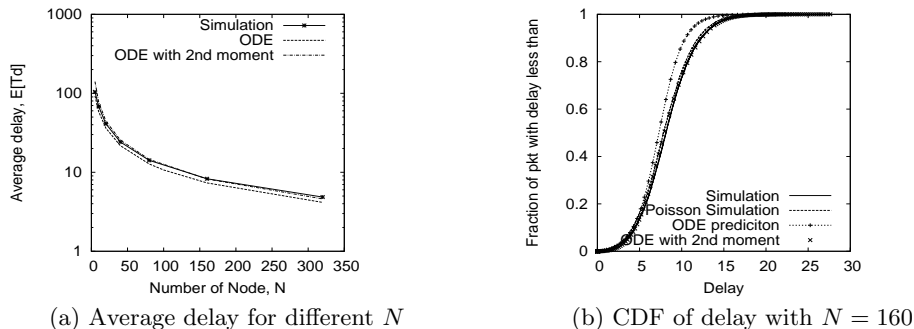 1000
100
10
1
0 50 100 150 200 250 300 350
Average delay, E[Td]
Number of Node, N
Simulation
ODE
ODE with 2nd moment
(a) Average delay for different N
1
0.8
0.6
0.4
0.2
0
0 5 10 15 20 25 30
Fraction of pkt with delay less than
Delay
Simulation
Poisson Simulation
ODE prediciton
ODE with 2nd moment
(b) CDF of delay with N = 160